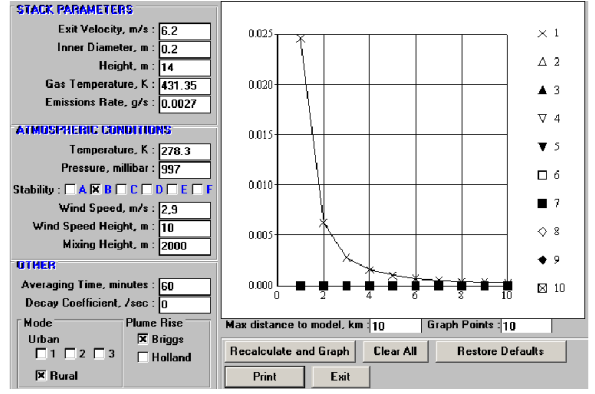 STACK PARAMETERS
Exit Velocity, m/s : 6.2
Inner Diameter, m : 0.2
Height, m : 14
Gas Temperature, K : 431.35
Emissions Rate, g/s : 0.0027
ATMOSPHERIC CONDITIONS
Temperature, K : 278.3
Pressure, millibar : 997
Stability : A B C D E F
Wind Speed, m/s : 2,9
Wind Speed Height, m : 10
Mixing Height, m : 2000
OTHER
Averaging Time, minutes : 60
Decay Coefficient, /sec : 0
Mode
Urban
1 2 3
Rural
Plume Rise
Briggs
Holland
0.025
0.020
0.015
0.010
0.005
0.000
0 2 4 6 8 10
1
2
3
4
5
6
7
8
9
10
Max distance to model, km : 10 Graph Points : 10
Recalculate and Graph Clear All Restore Defaults
Print Exit